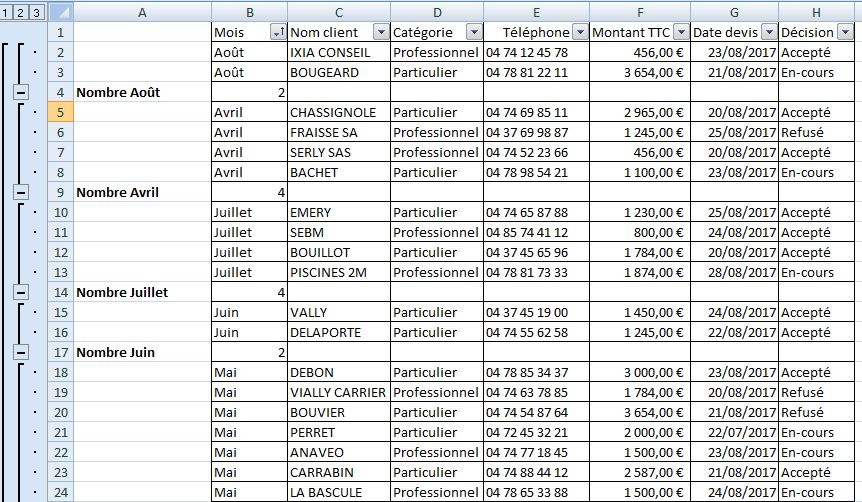 1 2 3 A B C D E F G H
1 Mois Nom client Catégorie Téléphone Montant TTC Date devis Décision
2 Août IXIA CONSEIL Professionnel 04 74 12 45 78 456,00 € 23/08/2017 Accepté
3 Août BOUGEARD Particulier 04 78 81 22 11 3 654,00 € 21/08/2017 En-cours
4 Nombre Août 2
5 Avril CHASSIGNOLE Particulier 04 74 69 85 11 2 965,00 € 20/08/2017 Accepté
6 Avril FRAISSE SA Professionnel 04 37 69 98 87 1 245,00 € 25/08/2017 Refusé
7 Avril SERLY SAS Professionnel 04 74 52 23 66 456,00 € 20/08/2017 Accepté
8 Avril BACHET Particulier 04 78 98 54 21 1 100,00 € 23/08/2017 En-cours
9 Nombre Avril 4
10 Juillet EMERY Particulier 04 74 65 87 88 1 230,00 € 25/08/2017 Accepté
11 Juillet SEBM Professionnel 04 85 74 41 12 800,00 € 24/08/2017 Accepté
12 Juillet BOUILLOT Particulier 04 37 45 65 96 1 784,00 € 20/08/2017 Accepté
13 Juillet PISCINES 2M Professionnel 04 78 81 73 33 1 874,00 € 28/08/2017 En-cours
14 Nombre Juillet 4
15 Juin VALLY Particulier 04 37 45 19 00 1 450,00 € 24/08/2017 Accepté
16 Juin DELAPORTE Particulier 04 74 55 62 58 1 245,00 € 22/08/2017 Accepté
17 Nombre Juin 2
18 Mai DEBON Particulier 04 78 85 34 37 3 000,00 € 23/08/2017 Accepté
19 Mai VIALLY CARRIER Professionnel 04 74 63 78 85 1 784,00 € 20/08/2017 Refusé
20 Mai BOUVIER Particulier 04 74 54 87 64 3 654,00 € 21/08/2017 Refusé
21 Mai PERRET Particulier 04 72 45 32 21 2 000,00 € 22/07/2017 En-cours
22 Mai ANAVEO Professionnel 04 74 77 18 45 1 500,00 € 23/08/2017 En-cours
23 Mai CARRABIN Particulier 04 74 88 44 12 2 587,00 € 21/08/2017 Accepté
24 Mai LA BASCULE Professionnel 04 78 65 33 88 1 500,00 € 24/08/2017 En-cours